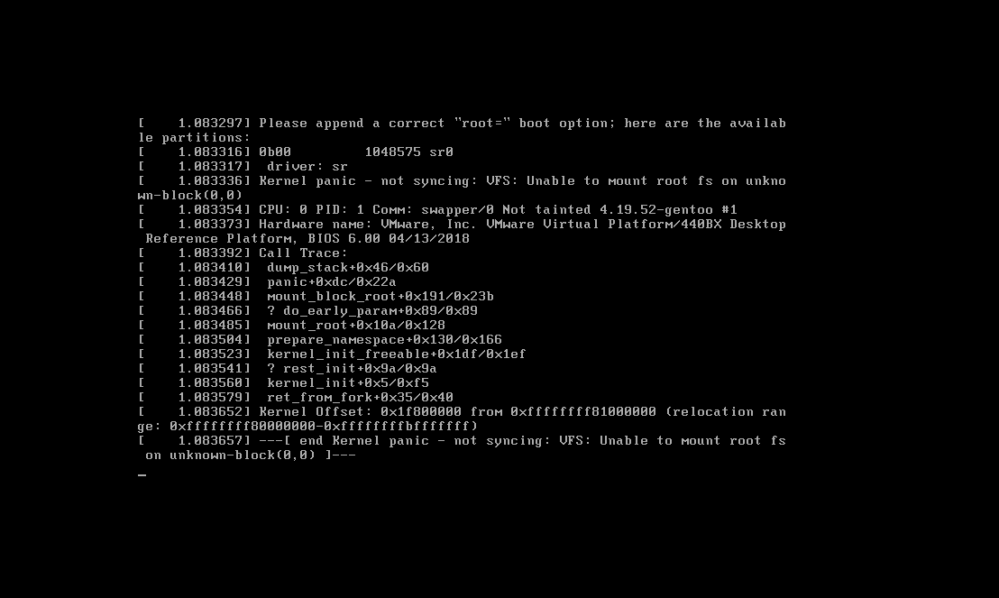 [    1.083297] Please append a correct "root=" boot option; here are the availab
le partitions:
[    1.083316] 0b00         1048575 sr0
[    1.083317]  driver: sr
[    1.083336] Kernel panic - not syncing: VFS: Unable to mount root fs on unkno
wn-block(0,0)
[    1.083354] CPU: 0 PID: 1 Comm: swapper/0 Not tainted 4.19.52-gentoo #1
[    1.083373] Hardware name: VMware, Inc. VMware Virtual Platform/440BX Desktop
 Reference Platform, BIOS 6.00 04/13/2018
[    1.083392] Call Trace:
[    1.083410]  dump_stack+0x46/0x60
[    1.083429]  panic+0xdc/0x22a
[    1.083448]  mount_block_root+0x191/0x23b
[    1.083466]  ? do_early_param+0x89/0x89
[    1.083485]  mount_root+0x10a/0x128
[    1.083504]  prepare_namespace+0x130/0x166
[    1.083523]  kernel_init_freeable+0x1df/0x1ef
[    1.083541]  ? rest_init+0x9a/0x9a
[    1.083560]  kernel_init+0x5/0xf5
[    1.083579]  ret_from_fork+0x35/0x40
[    1.083652] Kernel Offset: 0x1f800000 from 0xffffffff81000000 (relocation ran
ge: 0xffffffff80000000-0xffffffffbfffffff)
[    1.083657] ---[ end Kernel panic - not syncing: VFS: Unable to mount root fs
 on unknown-block(0,0) ]---
_